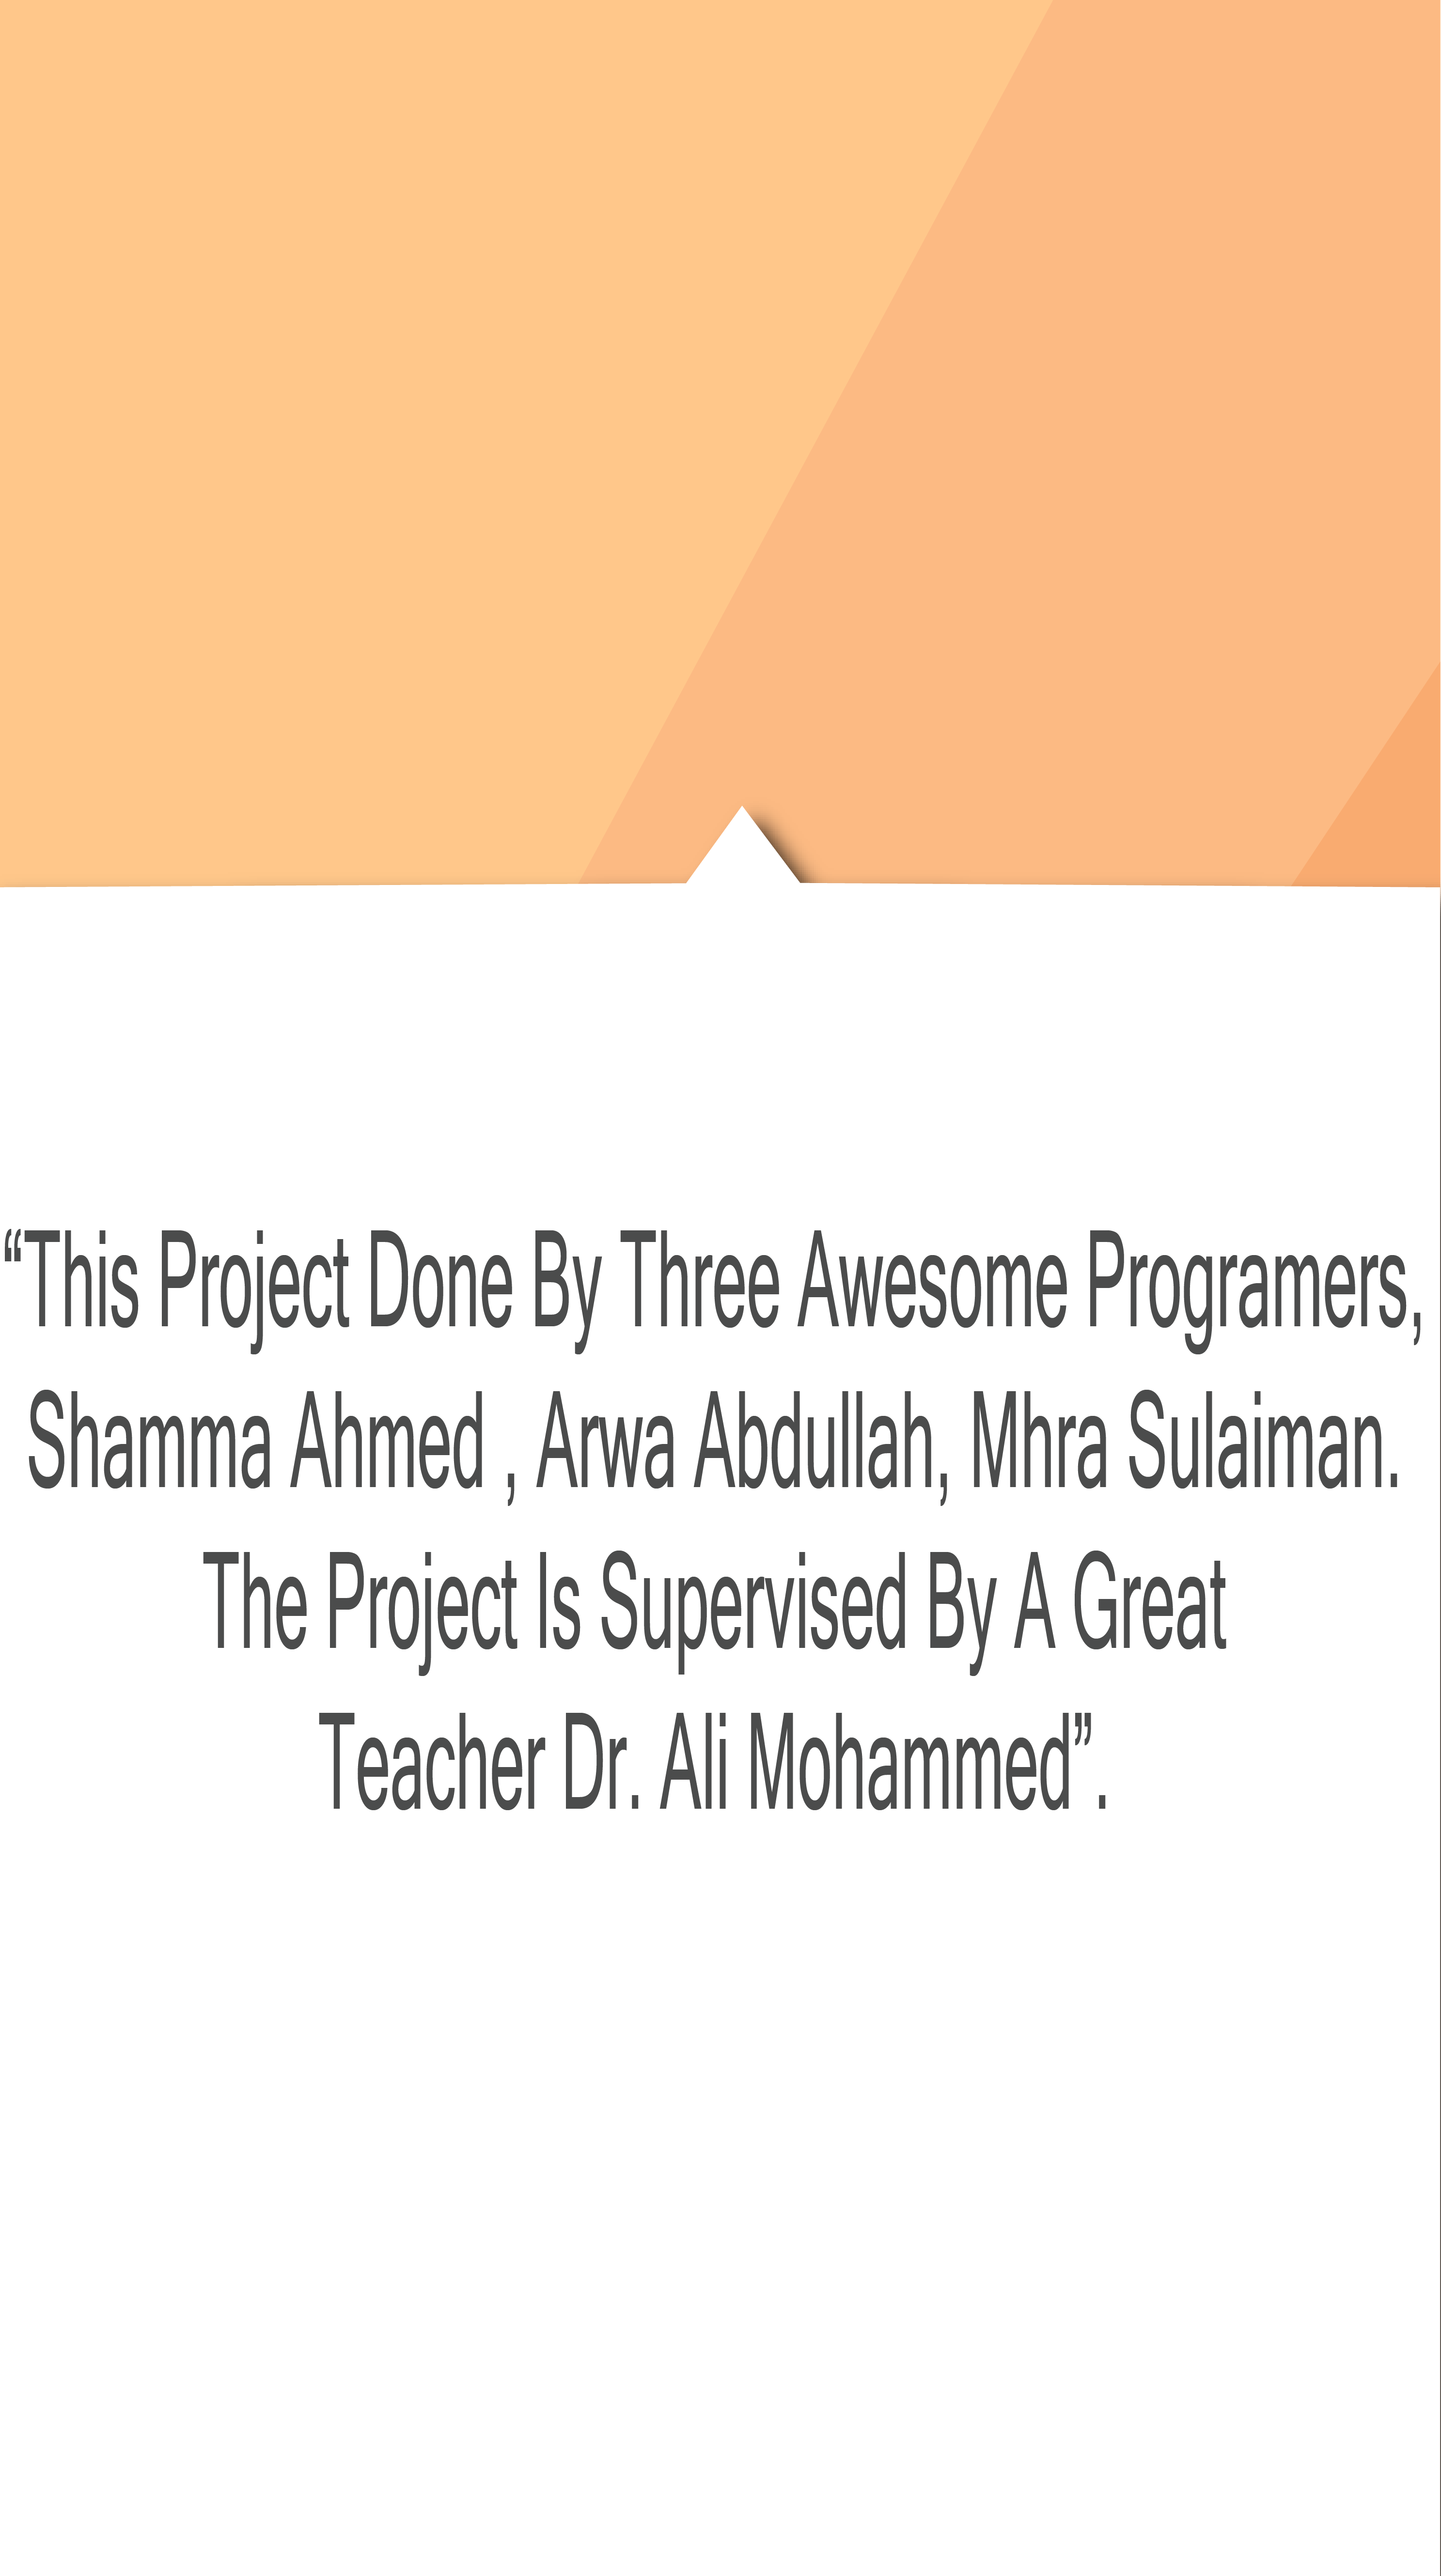 “This Project Done By Three Awesome Programers,
Shamma Ahmed , Arwa Abdullah, Mhra Sulaiman.
The Project Is Supervised By A Great
Teacher Dr. Ali Mohammed”.